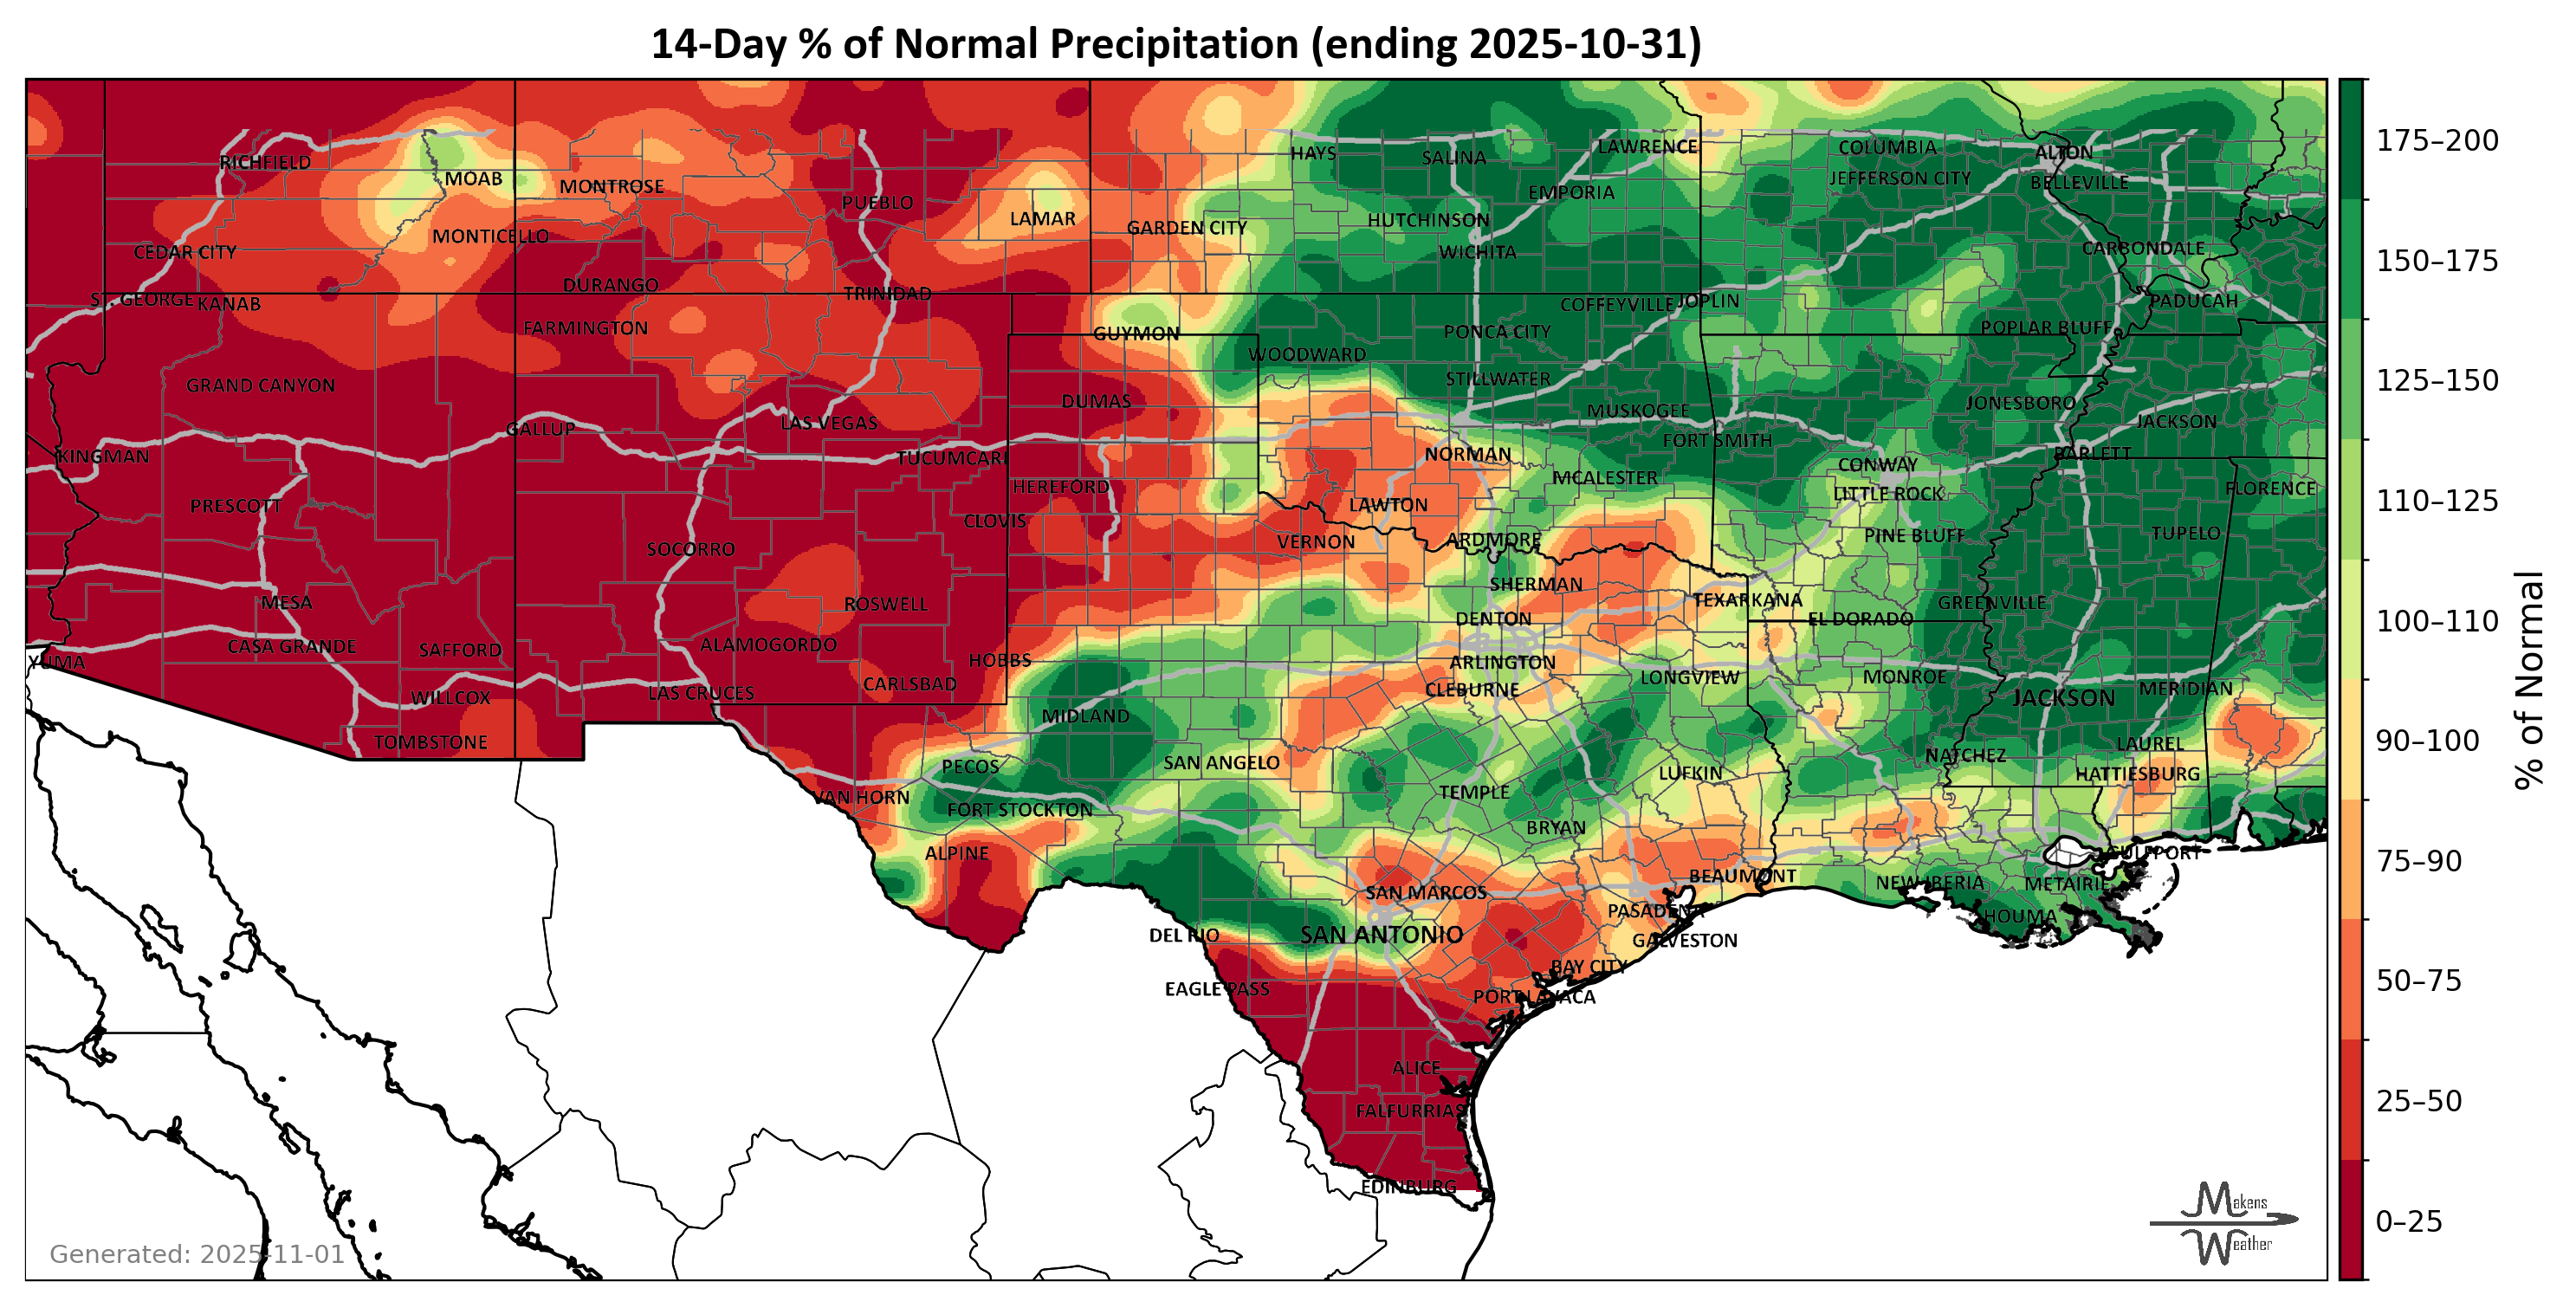 14-Day % of Normal Precipitation (ending 2025-10-31)
HAYS
SALINA
LAWRENCE
COLUMBIA
ALTON
RICHFIELD
MOAB
MONTROSE
EMPORIA
JEFFERSON CITY
BELLEVILLE
PUEBLO
LAMAR
GARDEN CITY
HUTCHINSON
MONTICELLO
CEDAR CITY
WICHITA
CARBONDALE
DURANGO
TRINIDAD
ST. GEORGE
KANAB
COFFEYVILLE
JOPLIN
PADUCAH
FARMINGTON
GUYMON
PONCA CITY
POPLAR BLUFF
WOODWARD
GRAND CANYON
STILLWATER
DUMAS
MUSKOGEE
JONESBORO
LAS VEGAS
JACKSON
GALLUP
FORT SMITH
KINGMAN
TUCUMCARI
NORMAN
BARLETT
CONWAY
MCALESTER
HEREFORD
LITTLE ROCK
FLORENCE
PRESCOTT
LAWTON
CLOVIS
PINE BLUFF
TUPELO
SOCORRO
VERNON
ARDMORE
SHERMAN
MESA
ROSWELL
TEXARKANA
GREENVILLE
DENTON
EL DORADO
CASA GRANDE
SAFFORD
ALAMOGORDO
YUMA
HOBBS
ARLINGTON
LONGVIEW
MONROE
CARLSBAD
CLEBURNE
MERIDIAN
WILLCOX
LAS CRUCES
JACKSON
MIDLAND
TOMBSTONE
LAUREL
PECOS
SAN ANGELO
NATCHEZ
LUFKIN
HATTIESBURG
VAN HORN
FORT STOCKTON
TEMPLE
BRYAN
ALPINE
GULFPORT
BEAUMONT
SAN MARCOS
NEW IBERIA
METAIRIE
PASADENA
HOUMA
DEL RIO
SAN ANTONIO
GALVESTON
BAY CITY
EAGLE PASS
PORT LAVACA
ALICE
FALFURRIAS
EDINBURG
Generated: 2025-11-01
Makens
Weather
175–200
150–175
125–150
110–125
100–110
90–100
75–90
50–75
25–50
0–25
% of Normal